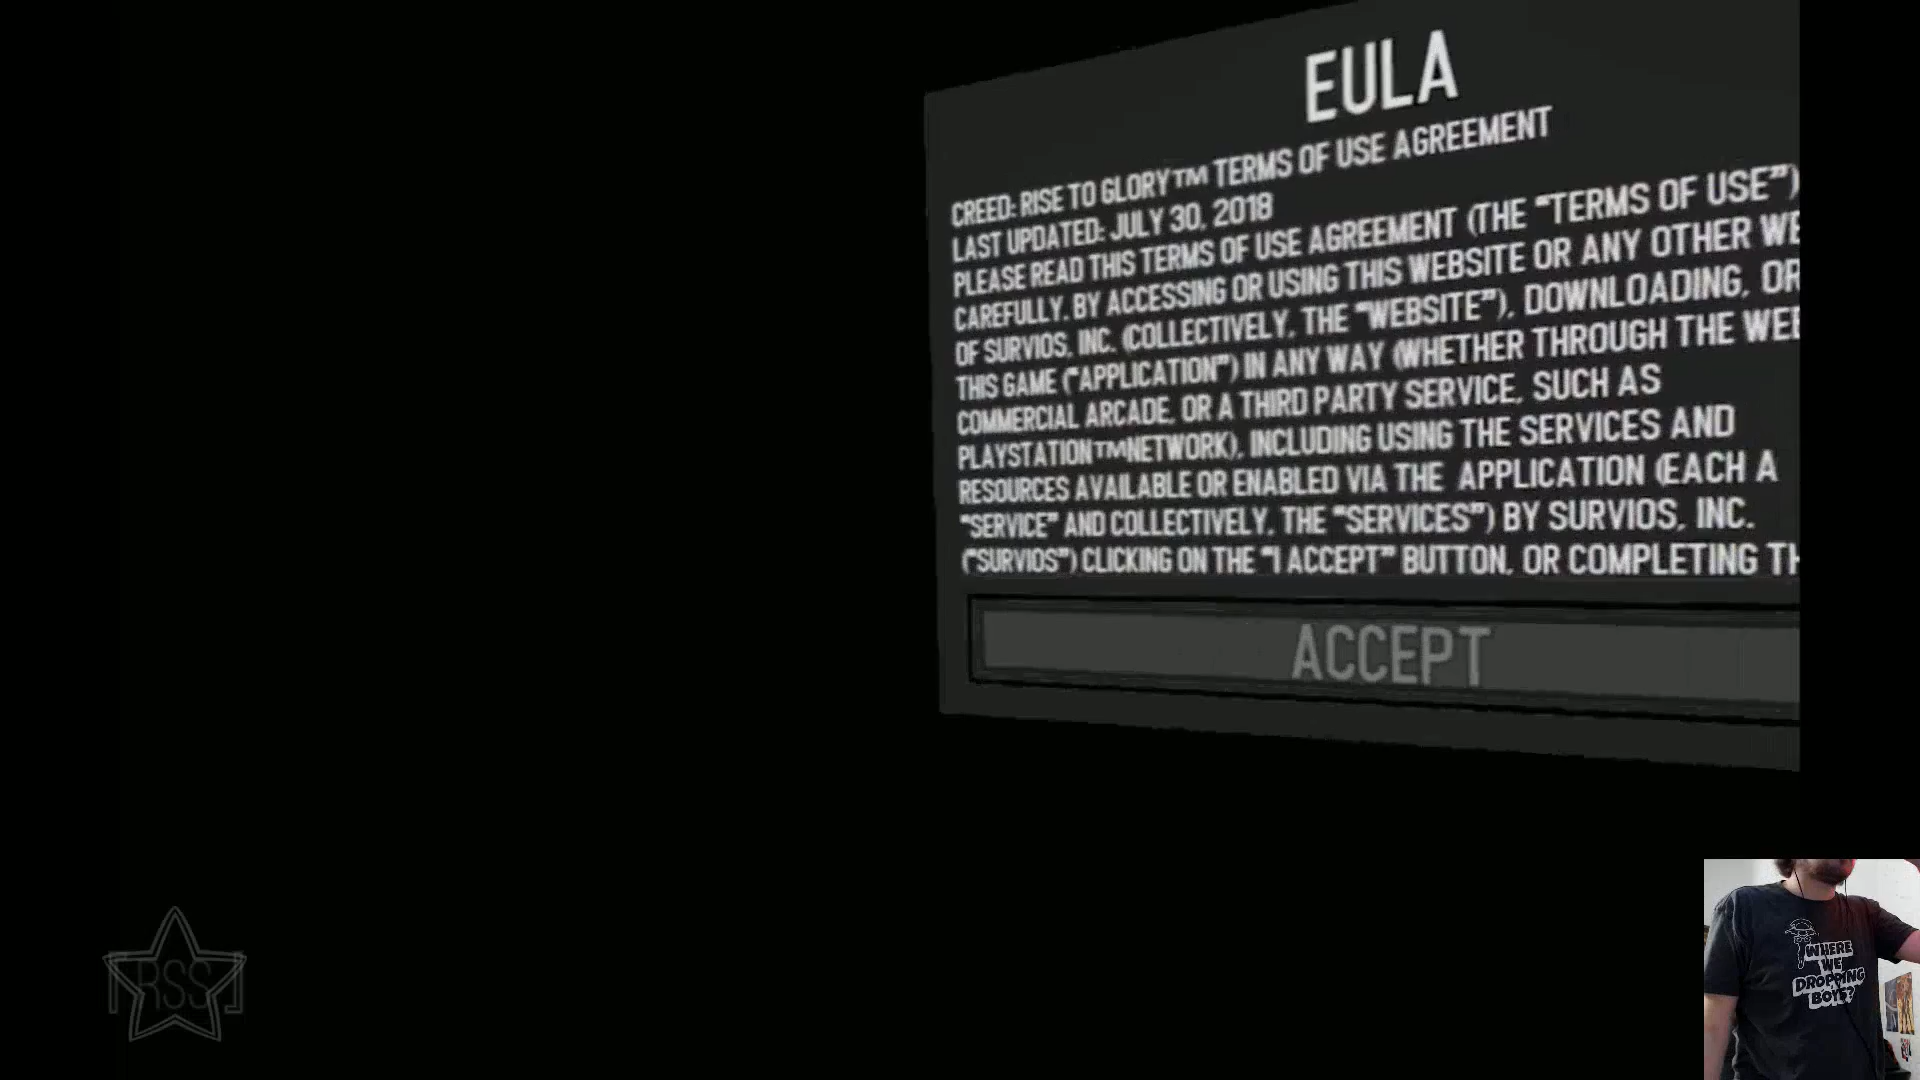 EULA
CREED: RISE TO GLORY™ TERMS OF USE AGREEMENT
LAST UPDATED: JULY 30, 2018
PLEASE READ THIS TERMS OF USE AGREEMENT (THE "TERMS OF USE")
CAREFULLY. BY ACCESSING OR USING THIS WEBSITE OR ANY OTHER
OF SURVIOS, INC. (COLLECTIVELY, THE "WEBSITE"), DOWNLOADING, OR
THIS GAME ("APPLICATION") IN ANY WAY (WHETHER THROUGH THE
COMMERCIAL ARCADE, OR A THIRD PARTY SERVICE, SUCH AS
PLAYSTATION™NETWORK), INCLUDING USING THE SERVICES AND
RESOURCES AVAILABLE OR ENABLED VIA THE APPLICATION (EACH A
"SERVICE" AND COLLECTIVELY, THE "SERVICES") BY SURVIOS, INC.
("SURVIOS") CLICKING ON THE "I ACCEPT" BUTTON, OR COMPLETING
ACCEPT
RSS
WHERE
WE
DROPPING
BOYS?